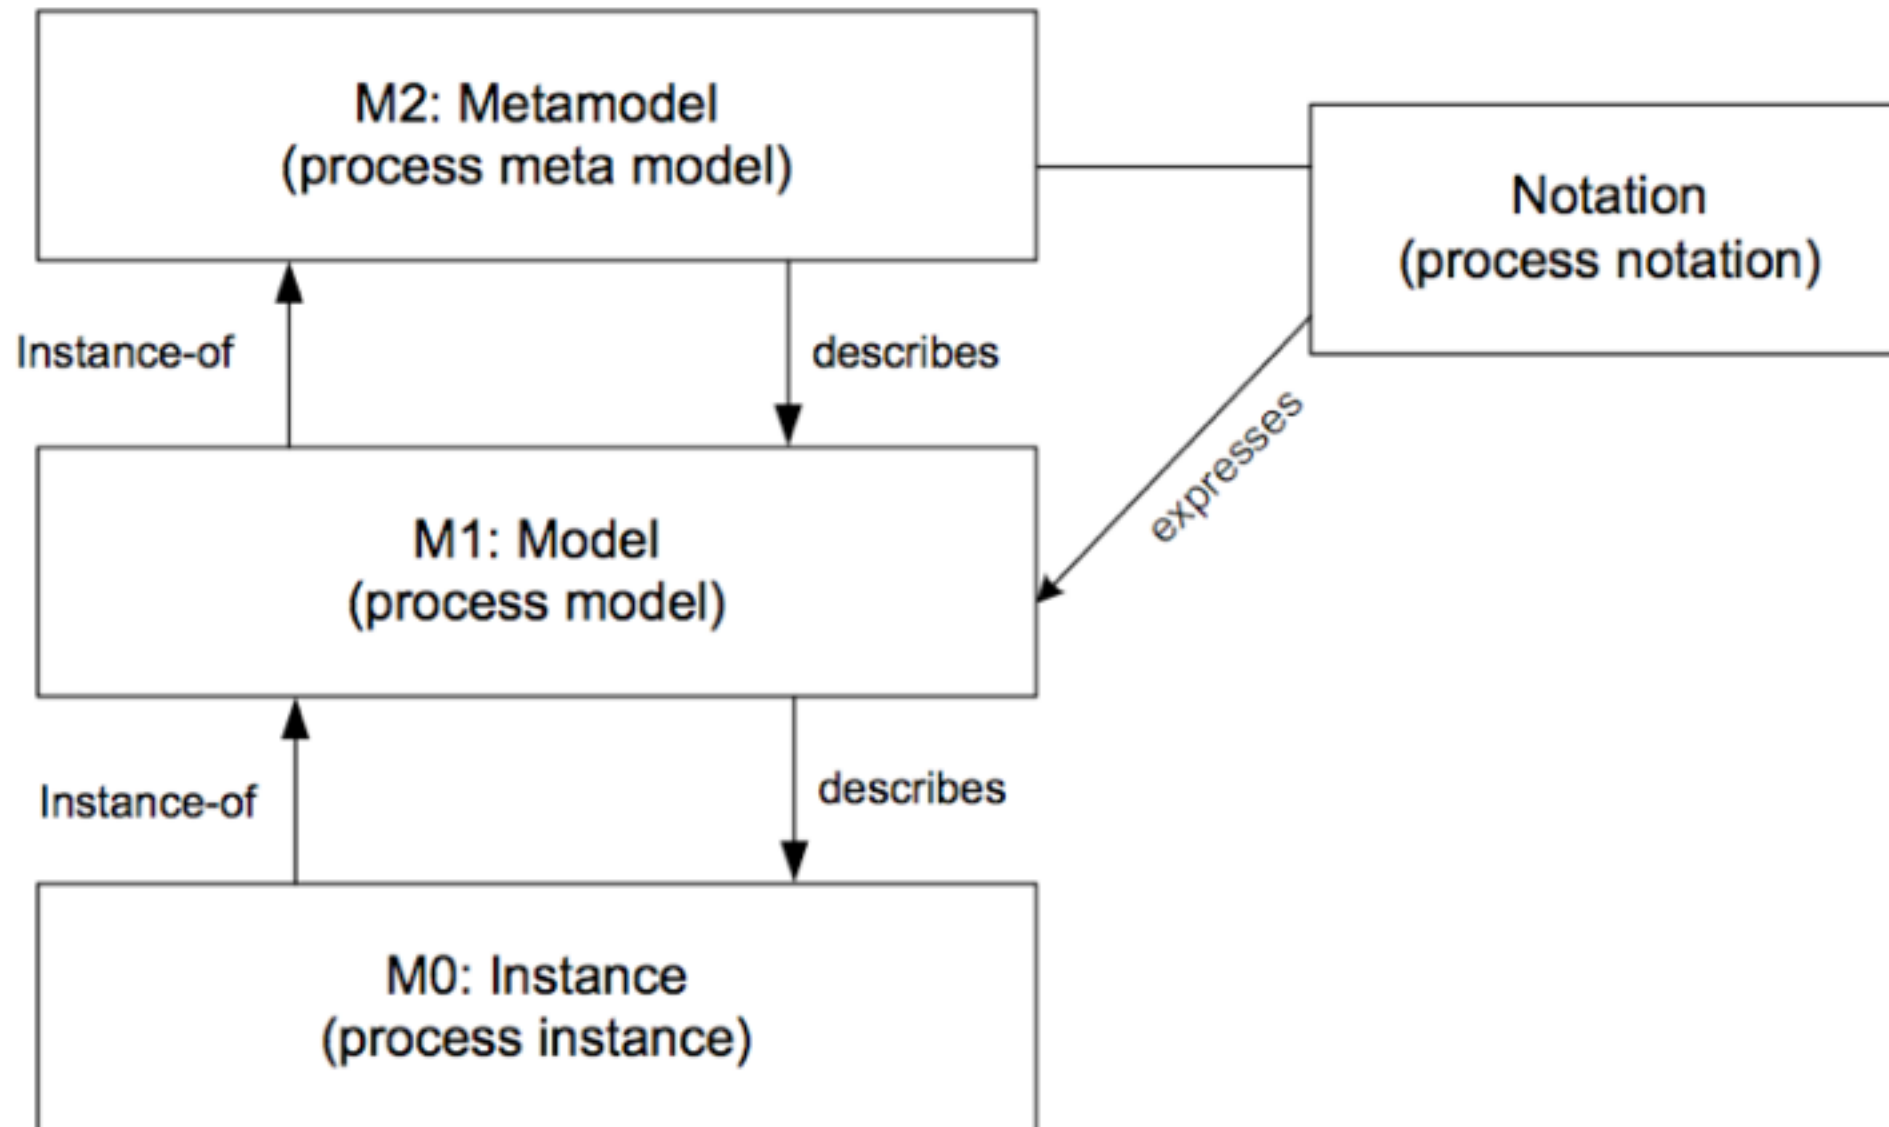 M2: Metamodel
(process meta model)
Notation
(process notation)
Instance-of
describes
expresses
M1: Model
(process model)
Instance-of
describes
M0: Instance
(process instance)